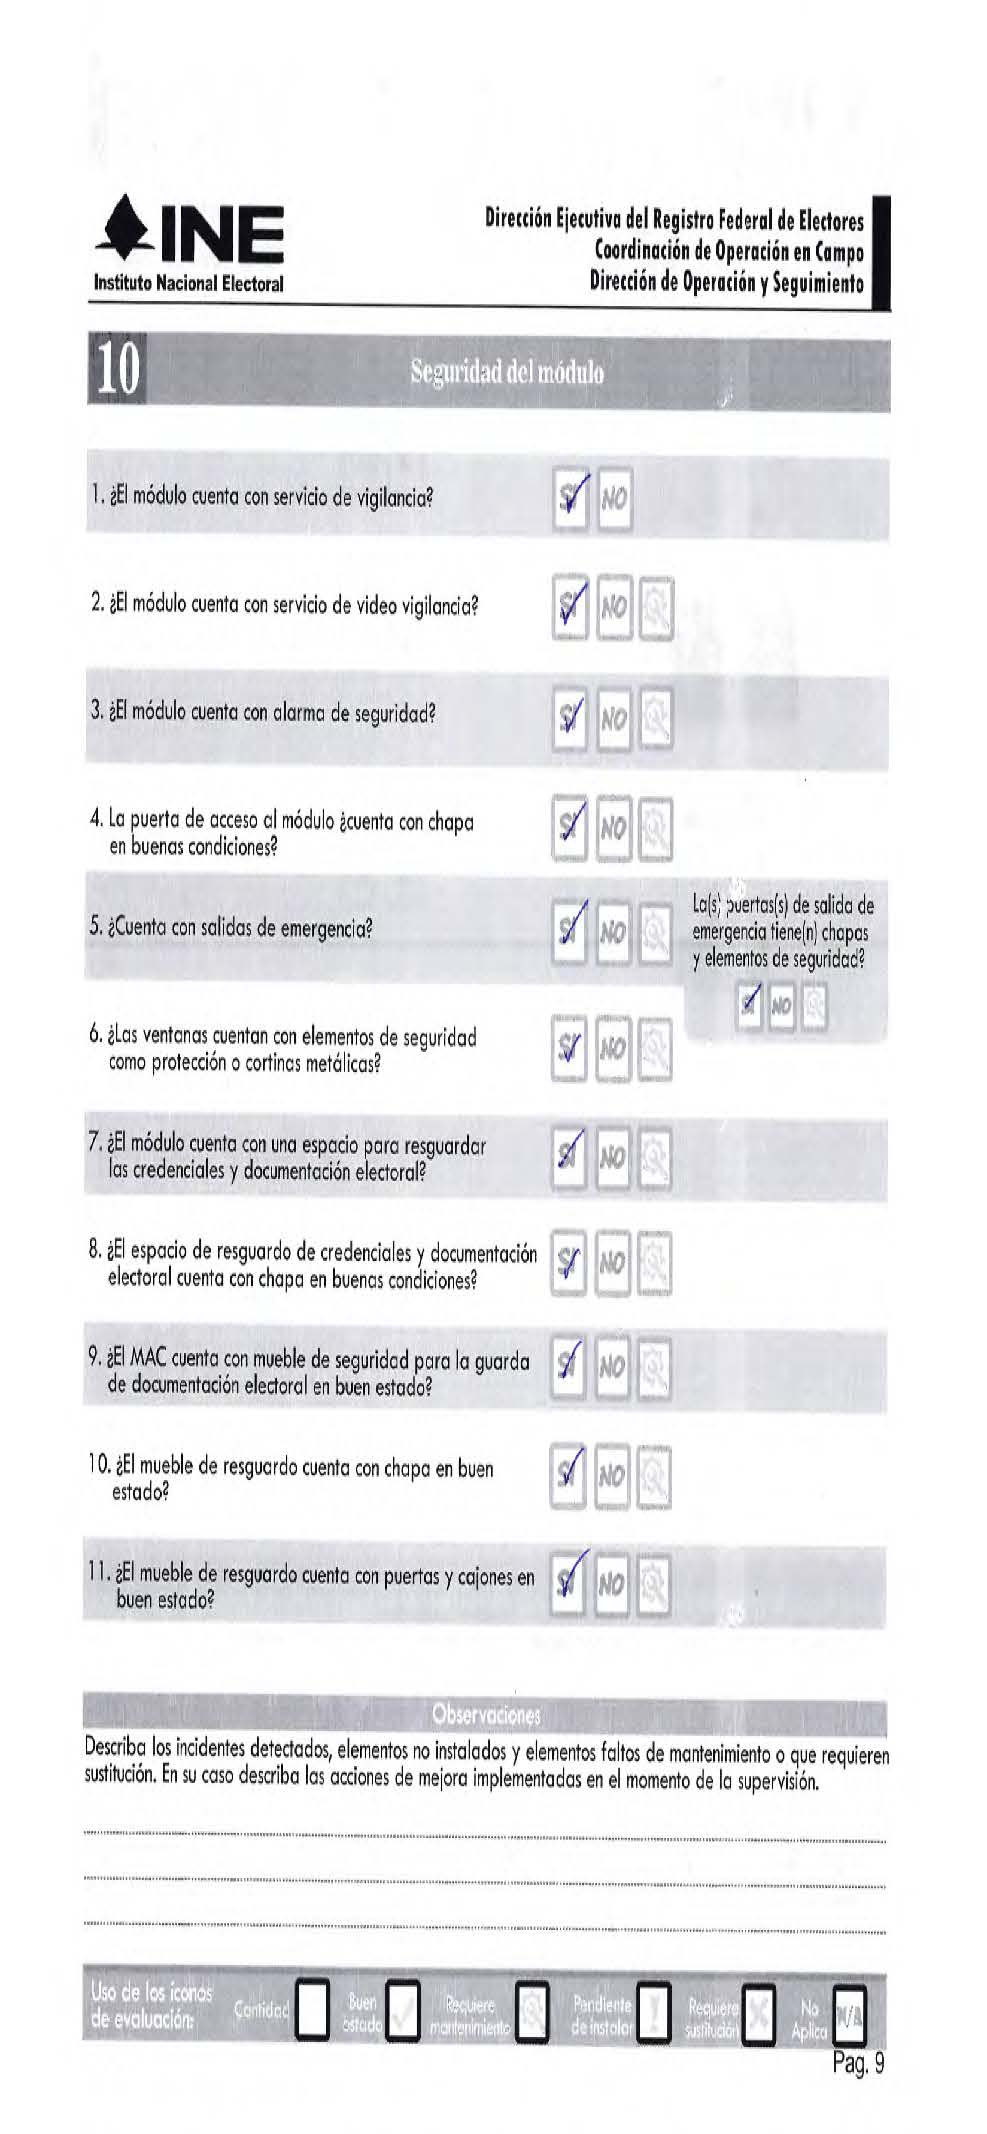 INE
Instituto Nacional Electoral
Dirección Ejecutiva del Registro Federal de Electores
Coordinación de Operación en Campo
Dirección de Operación y Seguimiento
10 Seguridad del módulo
1. ¿El módulo cuenta con servicio de vigilancia? SI NO
2. ¿El módulo cuenta con servicio de video vigilancia? SI NO
3. ¿El módulo cuenta con alarma de seguridad? SI NO
4. La puerta de acceso al módulo ¿cuenta con chapa
en buenas condiciones? SI NO
5. ¿Cuenta con salidas de emergencia? SI NO
La(s) puertas(s) de salida de
emergencia tiene(n) chapas
y elementos de seguridad?
SI NO
6. ¿Las ventanas cuentan con elementos de seguridad
como protección o cortinas metálicas? SI NO
7. ¿El módulo cuenta con una espacio para resguardar
las credenciales y documentación electoral? SI NO
8. ¿El espacio de resguardo de credenciales y documentación
electoral cuenta con chapa en buenas condiciones? SI NO
9. ¿El MAC cuenta con mueble de seguridad para la guarda
de documentación electoral en buen estado? SI NO
10. ¿El mueble de resguardo cuenta con chapa en buen
estado? SI NO
11. ¿El mueble de resguardo cuenta con puertas y cajones en
buen estado? SI NO
Observaciones
Describa los incidentes detectados, elementos no instalados y elementos faltos de mantenimiento o que requieren
sustitución. En su caso describa las acciones de mejora implementadas en el momento de la supervisión.
Uso de los iconos
de evaluación:
Cantidad
Buen
estado
Requiere
mantenimiento
Pendiente
de instalar
Requiere
sustitución
No
Aplica
N/A
Pag. 9